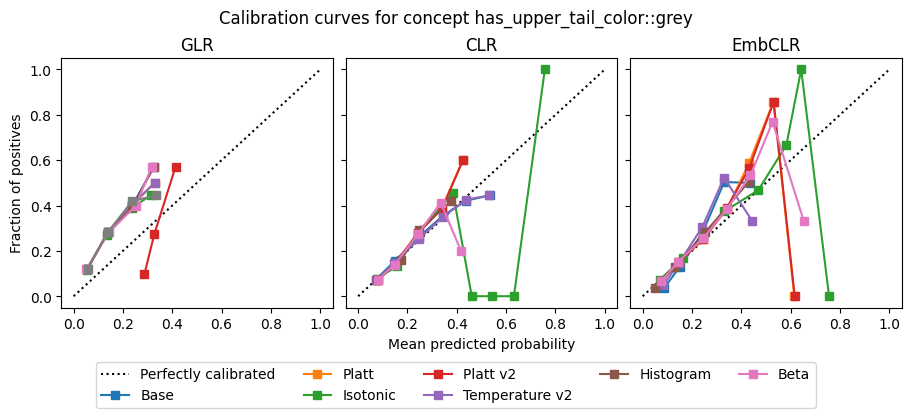 Calibration curves for concept has_upper_tail_color::grey
GLR CLR EmbCLR
Fraction of positives
1.0
0.8
0.6
0.4
0.2
0.0
0.0 0.2 0.4 0.6 0.8 1.0 0.0 0.2 0.4 0.6 0.8 1.0 0.0 0.2 0.4 0.6 0.8 1.0
Mean predicted probability
Perfectly calibrated Platt Platt v2 Histogram Beta
Base Isotonic Temperature v2